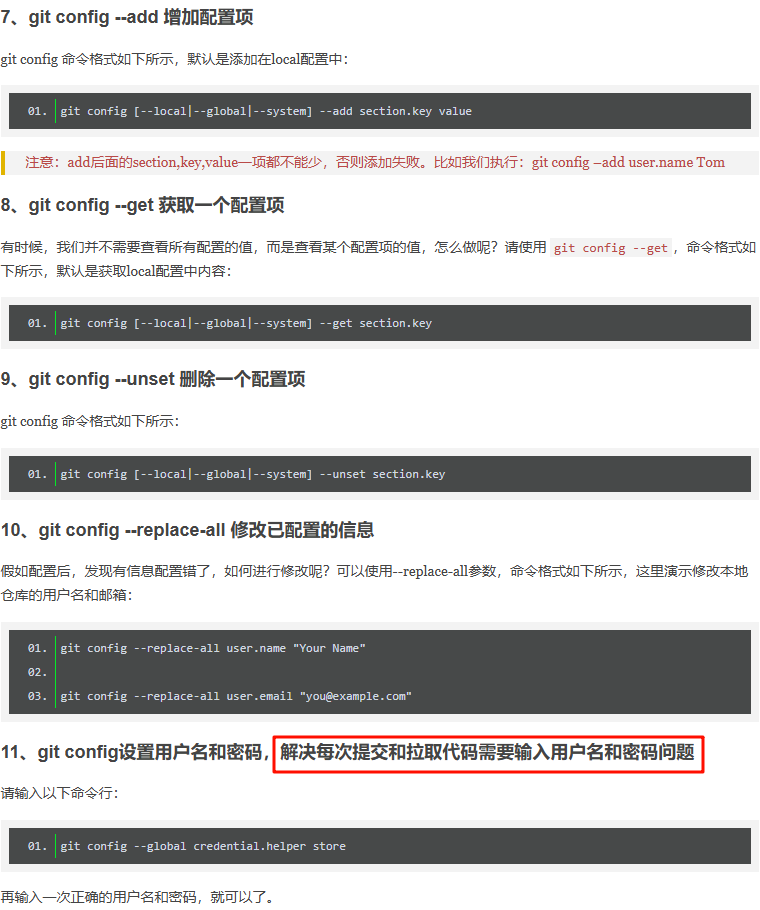 7、git config --add 增加配置项
git config 命令格式如下所示，默认是添加在local配置中：
01. git config [--local|--global|--system] --add section.key value
注意：add后面的section,key,value一项都不能少，否则添加失败。比如我们执行：git config –add user.name Tom
8、git config --get 获取一个配置项
有时候，我们并不需要查看所有配置的值，而是查看某个配置项的值，怎么做呢？请使用 git config --get ，命令格式如
下所示，默认是获取local配置中内容：
01. git config [--local|--global|--system] --get section.key
9、git config --unset 删除一个配置项
git config 命令格式如下所示：
01. git config [--local|--global|--system] --unset section.key
10、git config --replace-all 修改已配置的信息
假如配置后，发现有信息配置错了，如何进行修改呢？可以使用--replace-all参数，命令格式如下所示，这里演示修改本地
仓库的用户名和邮箱：
01. git config --replace-all user.name "Your Name"
02.
03. git config --replace-all user.email "you@example.com"
11、git config设置用户名和密码，解决每次提交和拉取代码需要输入用户名和密码问题
请输入以下命令行：
01. git config --global credential.helper store
再输入一次正确的用户名和密码，就可以了。